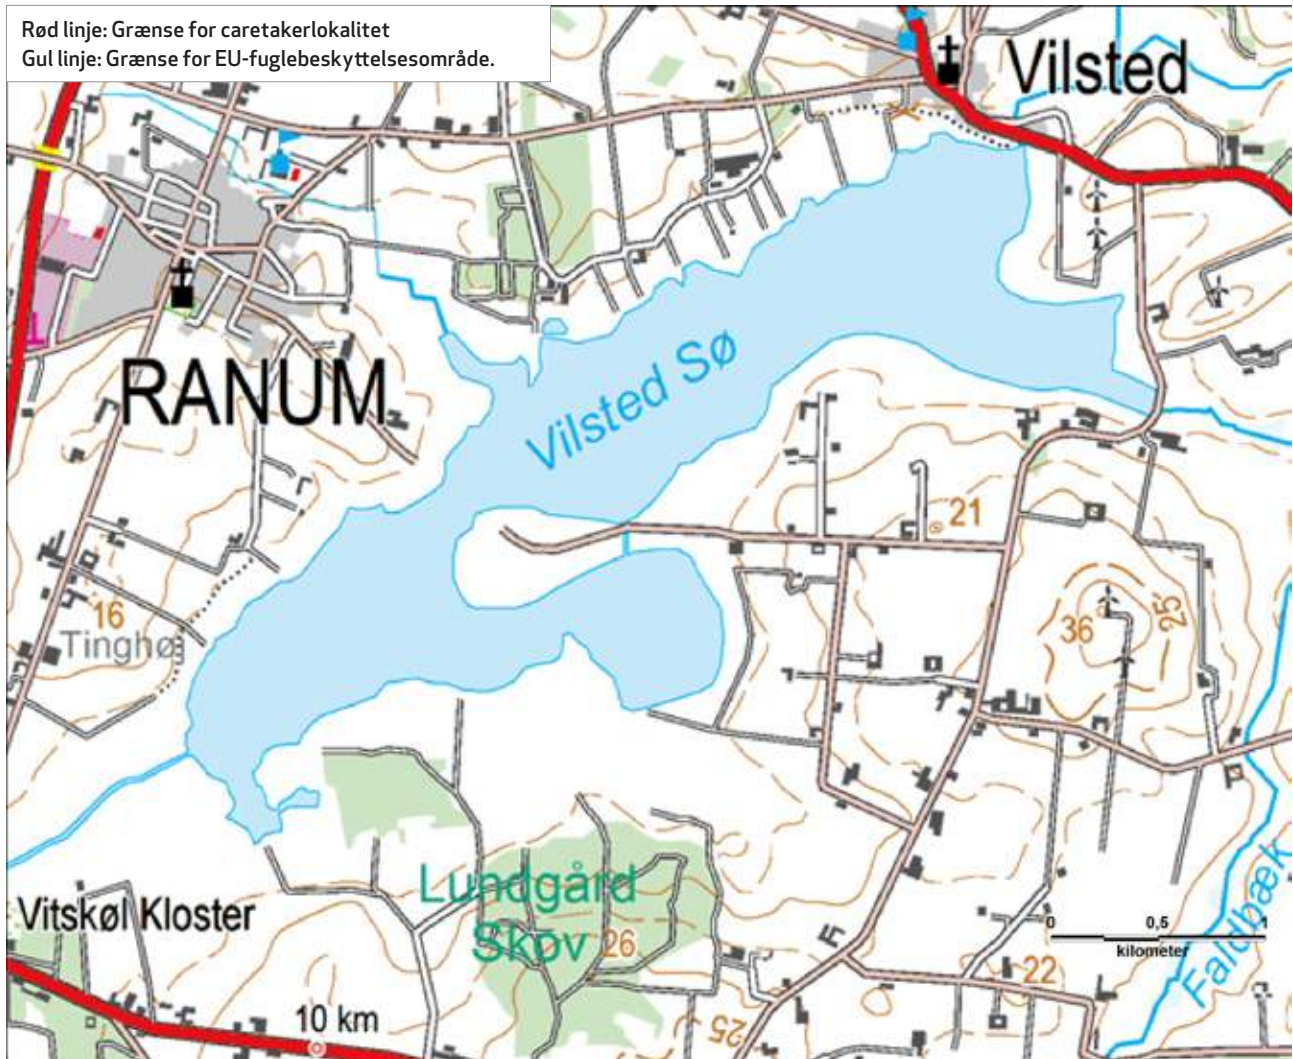 Rød linje: Grænse for caretakerlokalitet
Gul linje: Grænse for EU-fuglebeskyttelsesområde.
Vilsted
RANUM
Vilsted Sø
21
16
Tinghøj
36
25
Lundgård
Skov
26
Vitskøl Kloster
0 0,5 1
kilometer
Faldbæk
22
10 km
25